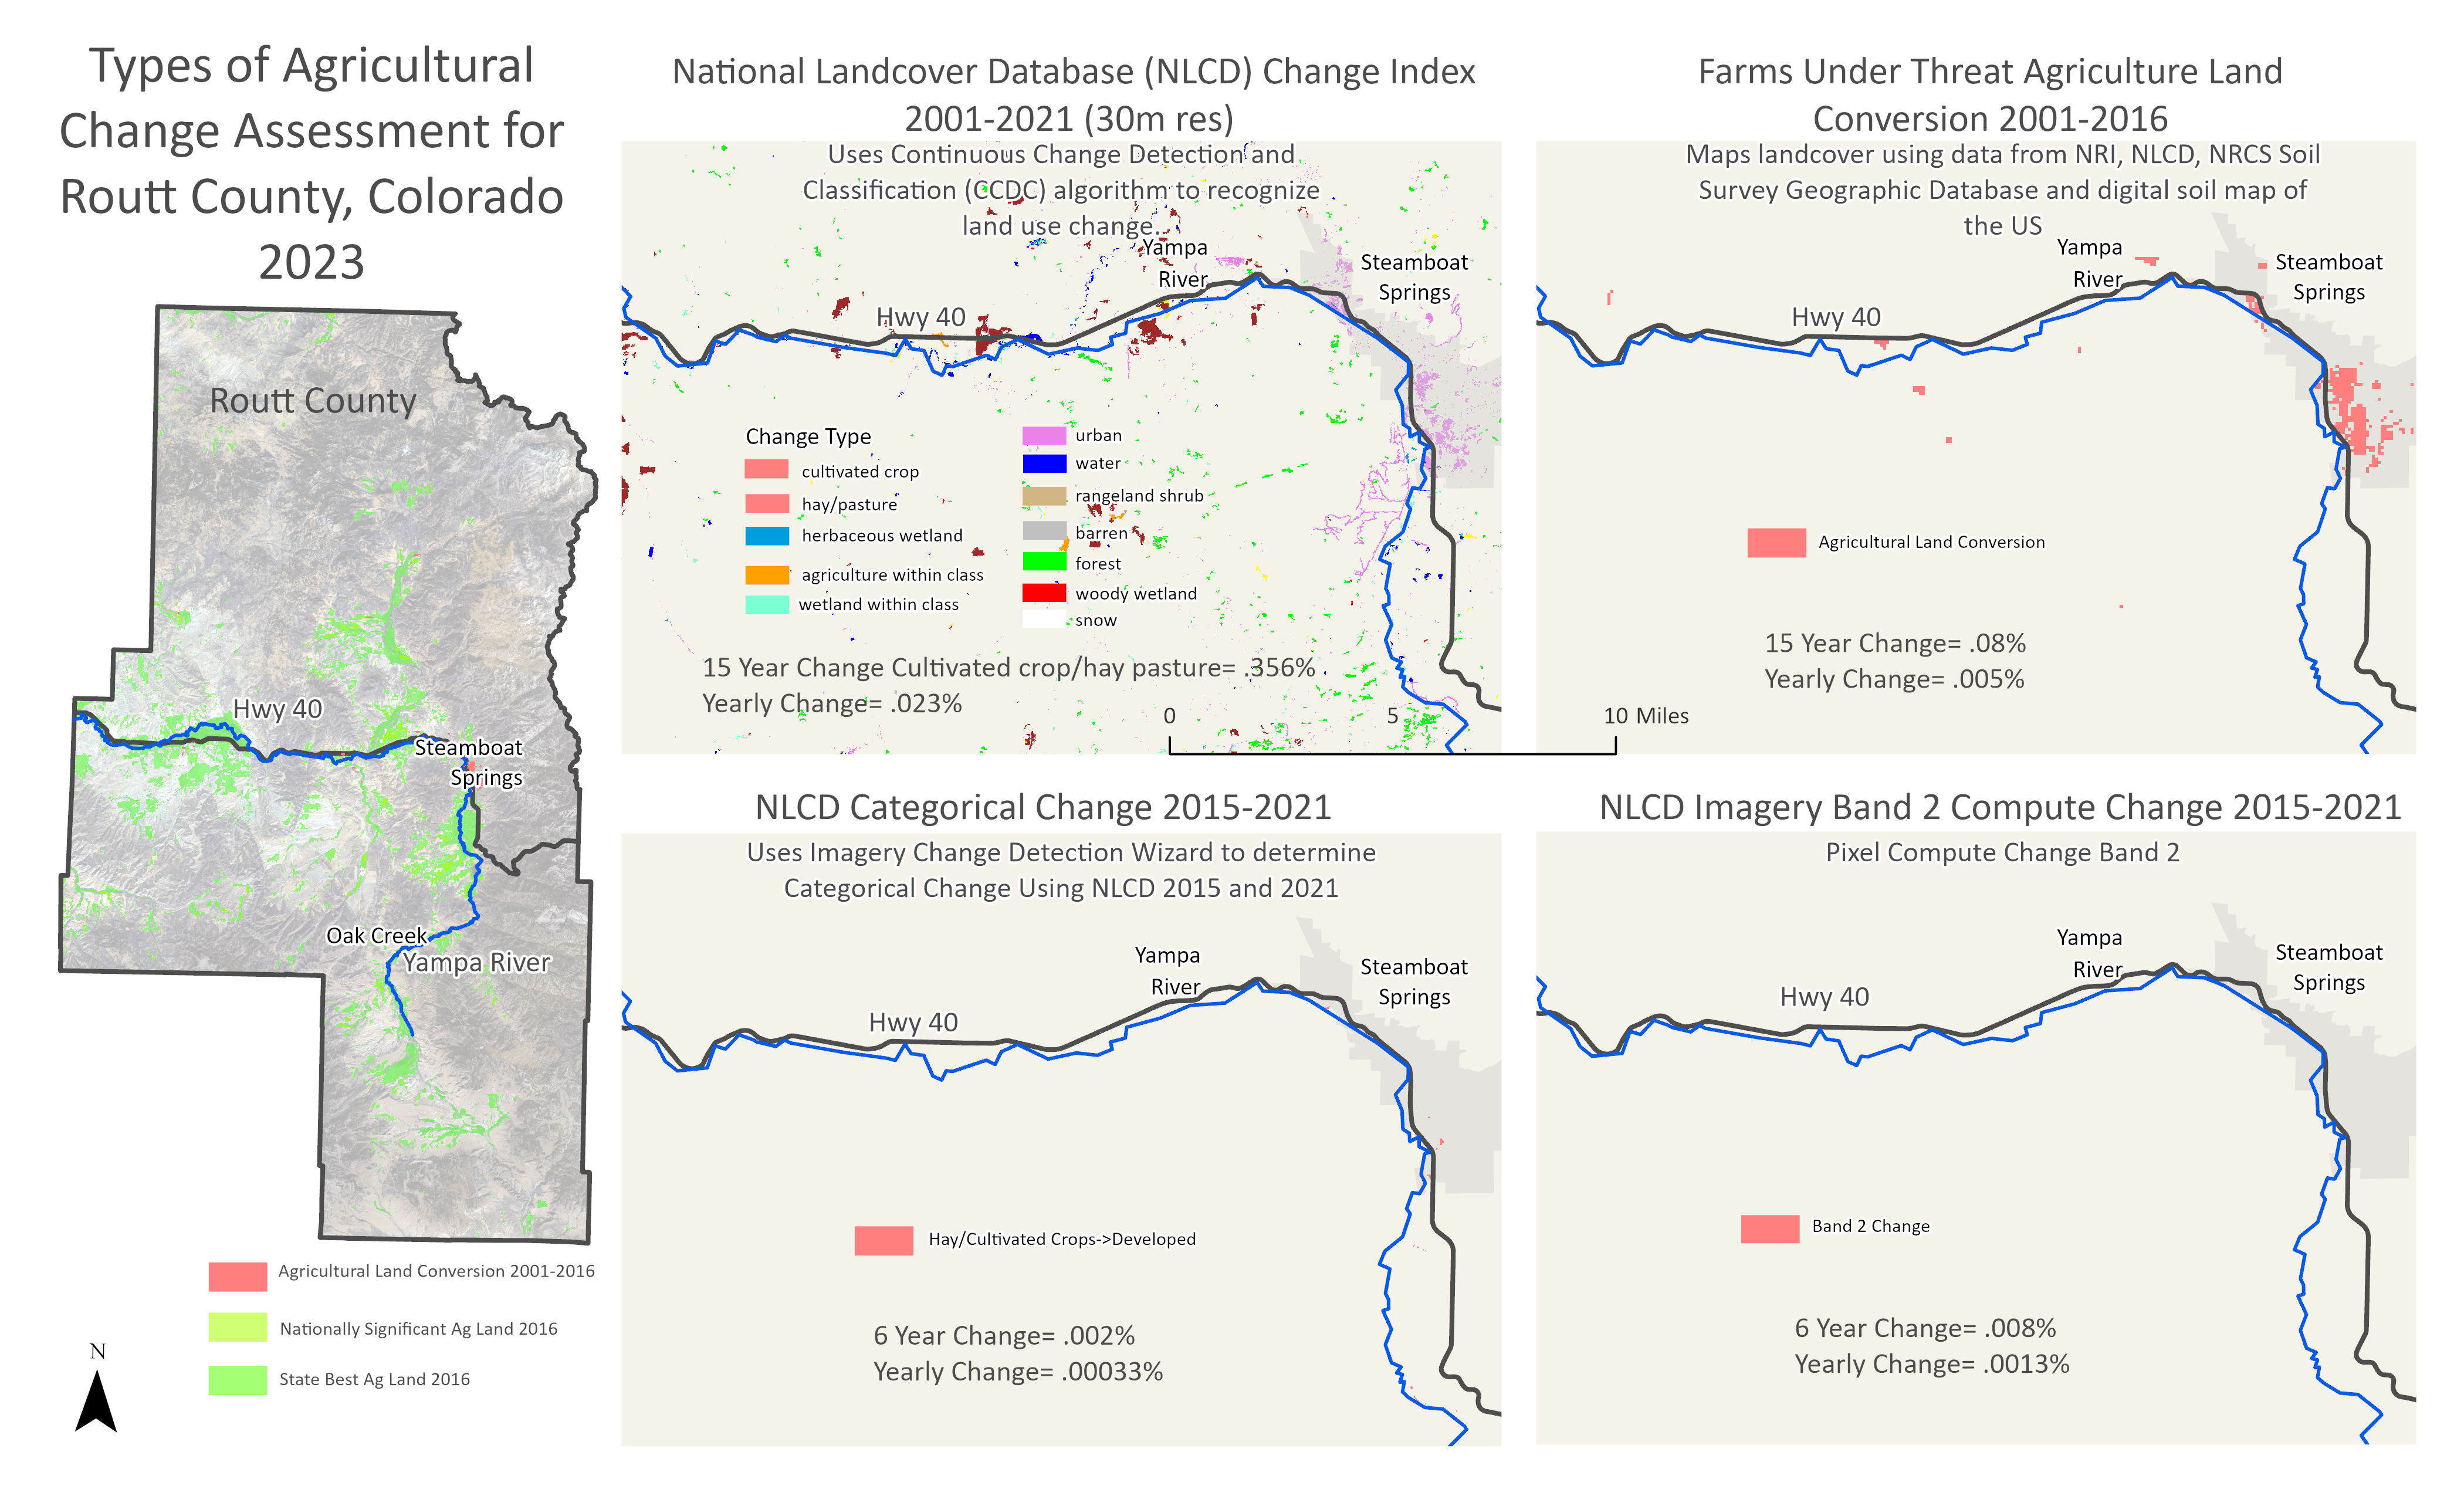 Types of Agricultural
Change Assessment for
Routt County, Colorado
2023
Routt County
Hwy 40
Steamboat
Springs
Oak Creek
Yampa River
Agricultural Land Conversion 2001-2016
Nationally Significant Ag Land 2016
State Best Ag Land 2016
N
National Landcover Database (NLCD) Change Index
2001-2021 (30m res)
Uses Continuous Change Detection and
Classification (CCDC) algorithm to recognize
land use change.
Yampa
River
Steamboat
Springs
Hwy 40
Change Type
cultivated crop
hay/pasture
herbaceous wetland
agriculture within class
wetland within class
urban
water
rangeland shrub
barren
forest
woody wetland
snow
15 Year Change Cultivated crop/hay pasture= .356%
Yearly Change= .023%
0
5
10 Miles
Farms Under Threat Agriculture Land
Conversion 2001-2016
Maps landcover using data from NRI, NLCD, NRCS Soil
Survey Geographic Database and digital soil map of
the US
Yampa
River
Steamboat
Springs
Hwy 40
Agricultural Land Conversion
15 Year Change= .08%
Yearly Change= .005%
NLCD Categorical Change 2015-2021
Uses Imagery Change Detection Wizard to determine
Categorical Change Using NLCD 2015 and 2021
Yampa
River
Steamboat
Springs
Hwy 40
Hay/Cultivated Crops->Developed
6 Year Change= .002%
Yearly Change= .00033%
NLCD Imagery Band 2 Compute Change 2015-2021
Pixel Compute Change Band 2
Yampa
River
Steamboat
Springs
Hwy 40
Band 2 Change
6 Year Change= .008%
Yearly Change= .0013%